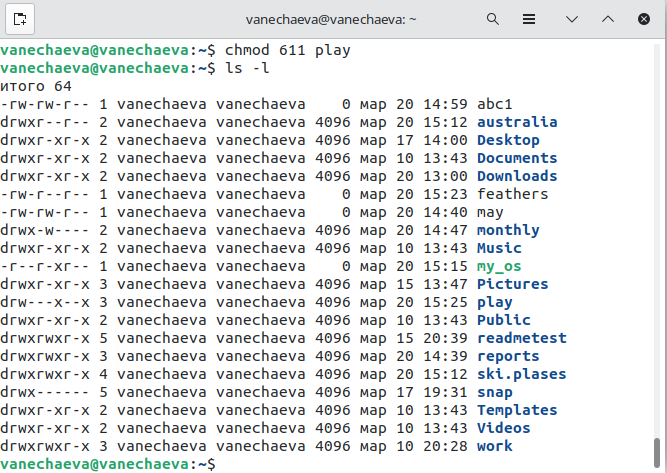 vanechaeva@vanechaeva: ~
vanechaeva@vanechaeva:~$ chmod 611 play
vanechaeva@vanechaeva:~$ ls -l
итого 64
-rw-rw-r-- 1 vanechaeva vanechaeva    0 мар 20 14:59 abc1
drwxr--r-- 2 vanechaeva vanechaeva 4096 мар 20 15:12 australia
drwxr-xr-x 2 vanechaeva vanechaeva 4096 мар 17 14:00 Desktop
drwxr-xr-x 2 vanechaeva vanechaeva 4096 мар 10 13:43 Documents
drwxr-xr-x 2 vanechaeva vanechaeva 4096 мар 20 13:00 Downloads
-rw-r--r-- 1 vanechaeva vanechaeva    0 мар 20 15:23 feathers
-rw-rw-r-- 1 vanechaeva vanechaeva    0 мар 20 14:40 may
drwx-w---- 2 vanechaeva vanechaeva 4096 мар 20 14:47 monthly
drwxr-xr-x 2 vanechaeva vanechaeva 4096 мар 10 13:43 Music
-r--r-xr-- 1 vanechaeva vanechaeva    0 мар 20 15:15 my_os
drwxr-xr-x 3 vanechaeva vanechaeva 4096 мар 15 13:47 Pictures
drw---x--x 3 vanechaeva vanechaeva 4096 мар 20 15:25 play
drwxr-xr-x 2 vanechaeva vanechaeva 4096 мар 10 13:43 Public
drwxrwxr-x 5 vanechaeva vanechaeva 4096 мар 15 20:39 readmetest
drwxrwxr-x 3 vanechaeva vanechaeva 4096 мар 20 14:39 reports
drwxrwxr-x 4 vanechaeva vanechaeva 4096 мар 20 15:12 ski.plases
drwx------ 5 vanechaeva vanechaeva 4096 мар 17 19:31 snap
drwxr-xr-x 2 vanechaeva vanechaeva 4096 мар 10 13:43 Templates
drwxr-xr-x 2 vanechaeva vanechaeva 4096 мар 10 13:43 Videos
drwxrwxr-x 3 vanechaeva vanechaeva 4096 мар 10 20:28 work
vanechaeva@vanechaeva:~$